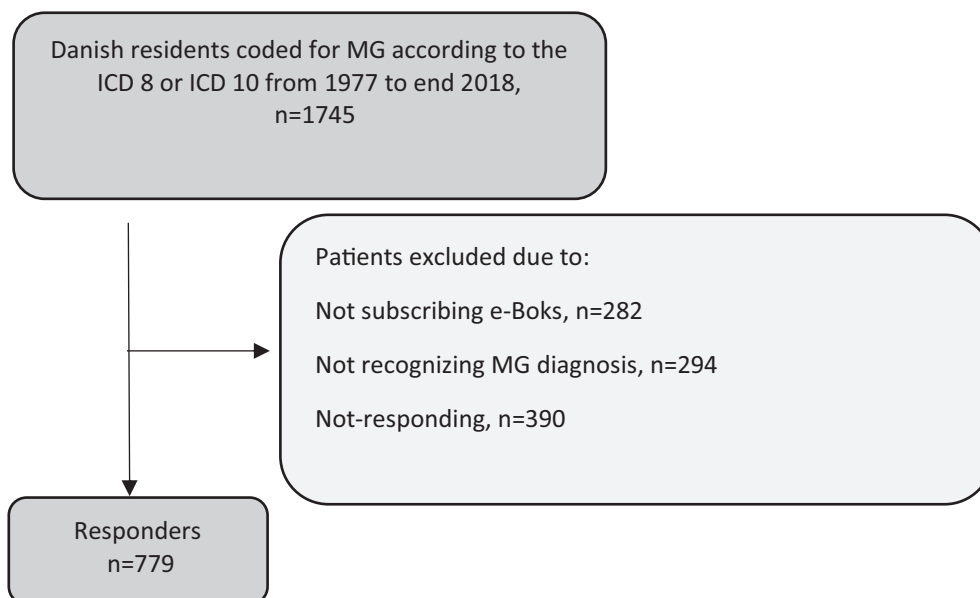 Danish residents coded for MG according to the
ICD 8 or ICD 10 from 1977 to end 2018,
n=1745
Patients excluded due to:
Not subscribing e-Boks, n=282
Not recognizing MG diagnosis, n=294
Not-responding, n=390
Responders
n=779